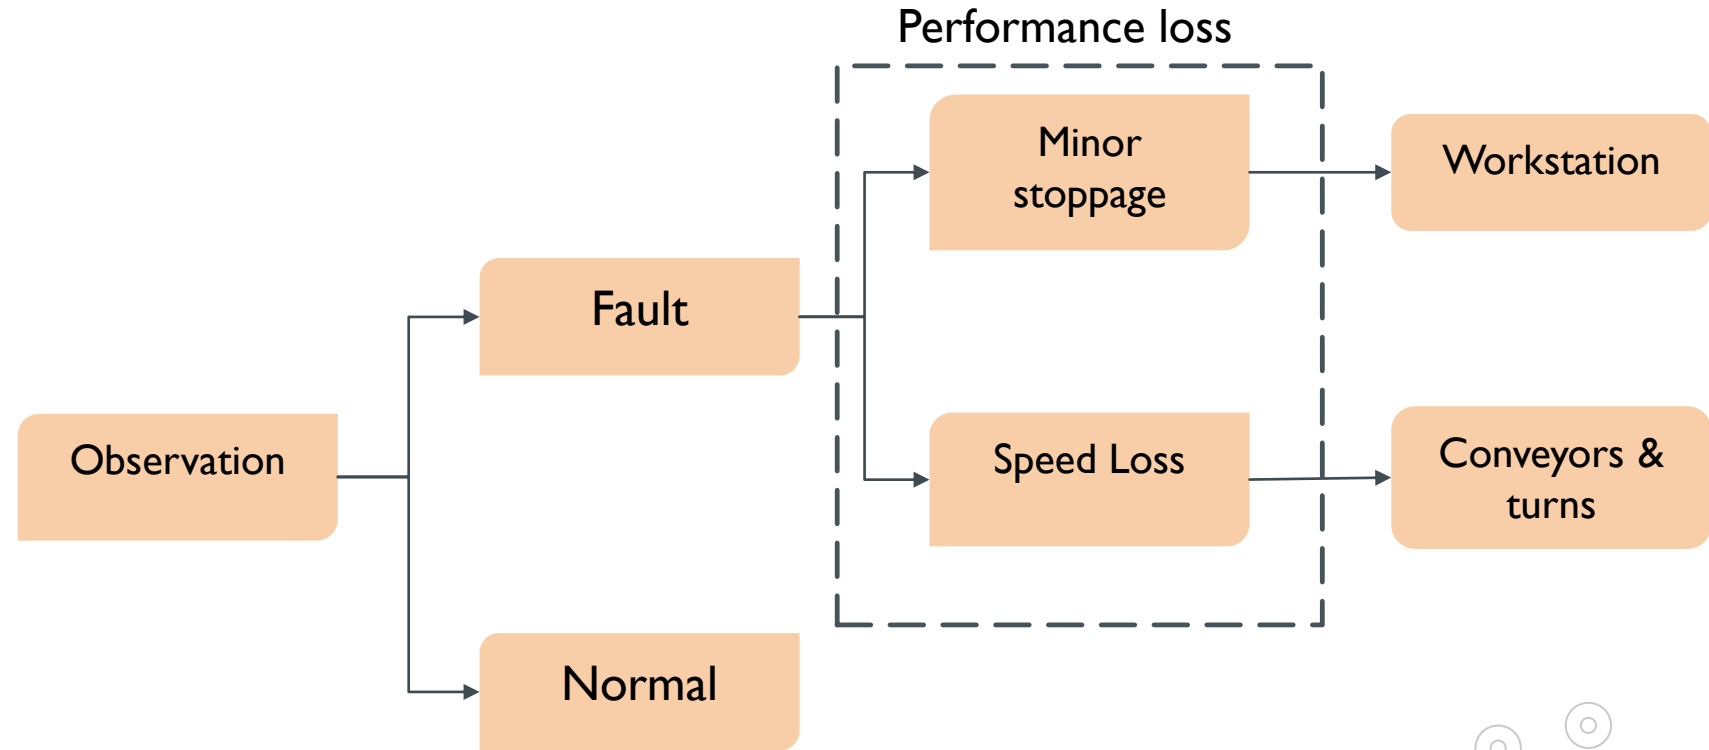 Performance loss
Minor
stoppage
Workstation
Fault
Observation
Speed Loss
Conveyors &
turns
Normal